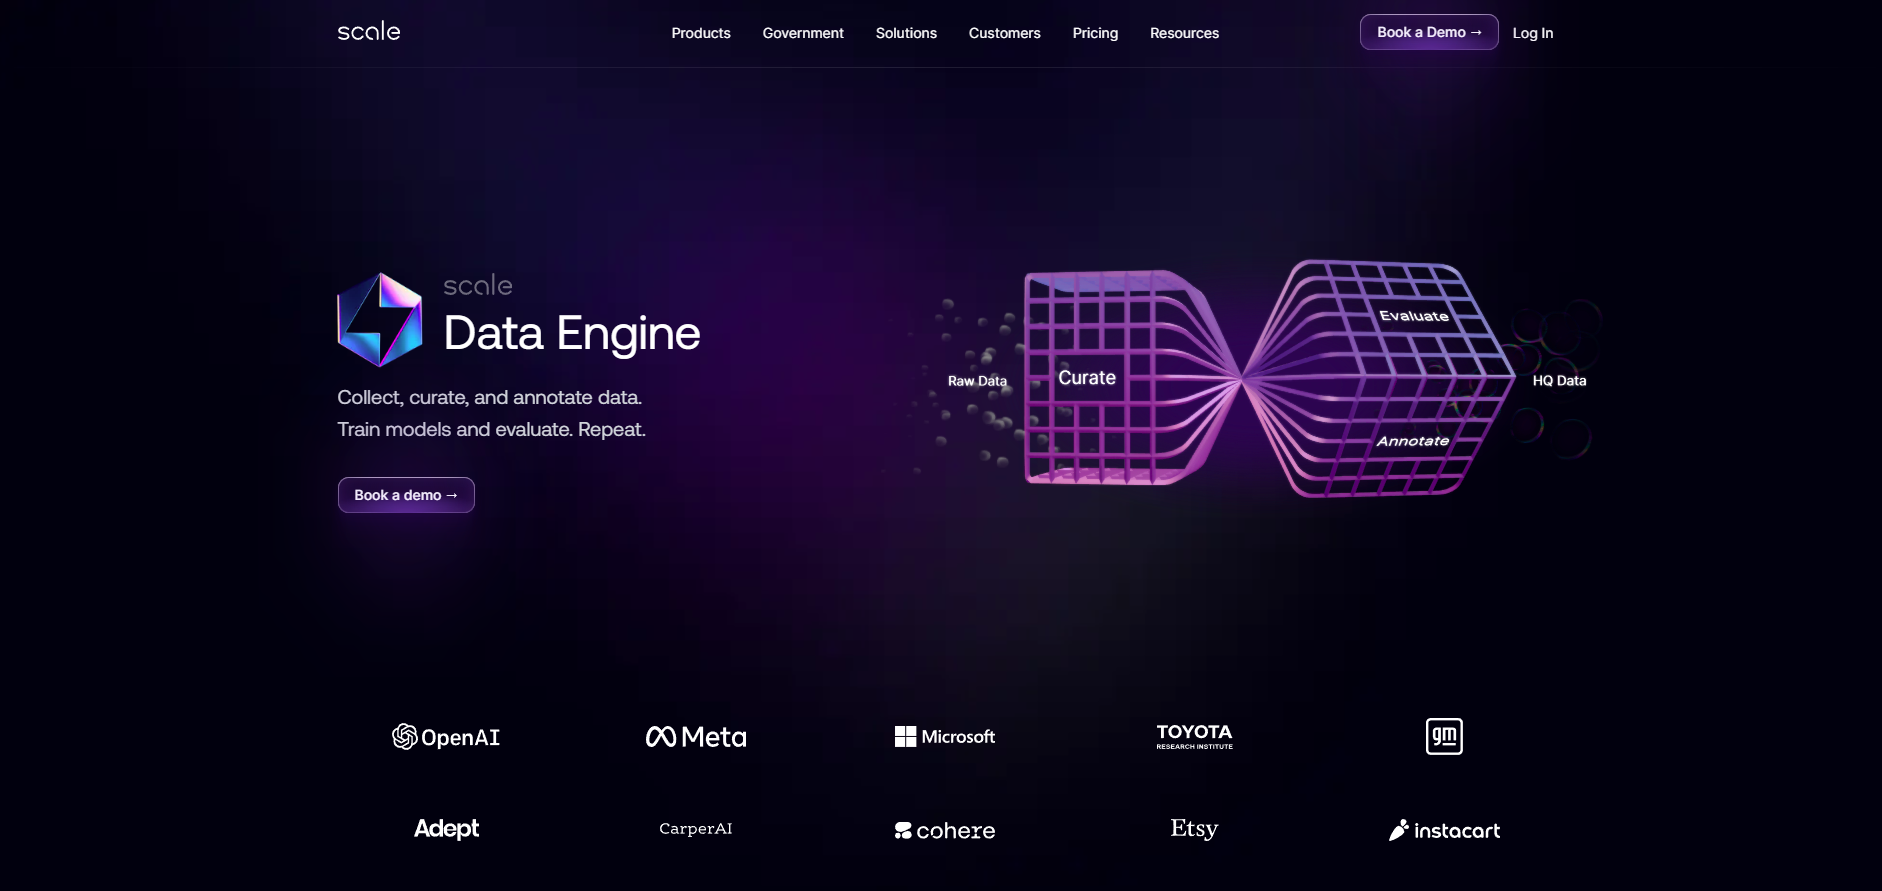 scale
Products
Government
Solutions
Customers
Pricing
Resources
Book a Demo →
Log In
scale
Data Engine
Collect, curate, and annotate data.
Train models and evaluate. Repeat.
Book a demo →
Raw Data
Curate
Evaluate
Annotate
HQ Data
OpenAI
Meta
Microsoft
TOYOTA
RESEARCH INSTITUTE
gm
Adept
CarperAI
cohere
Etsy
instacart